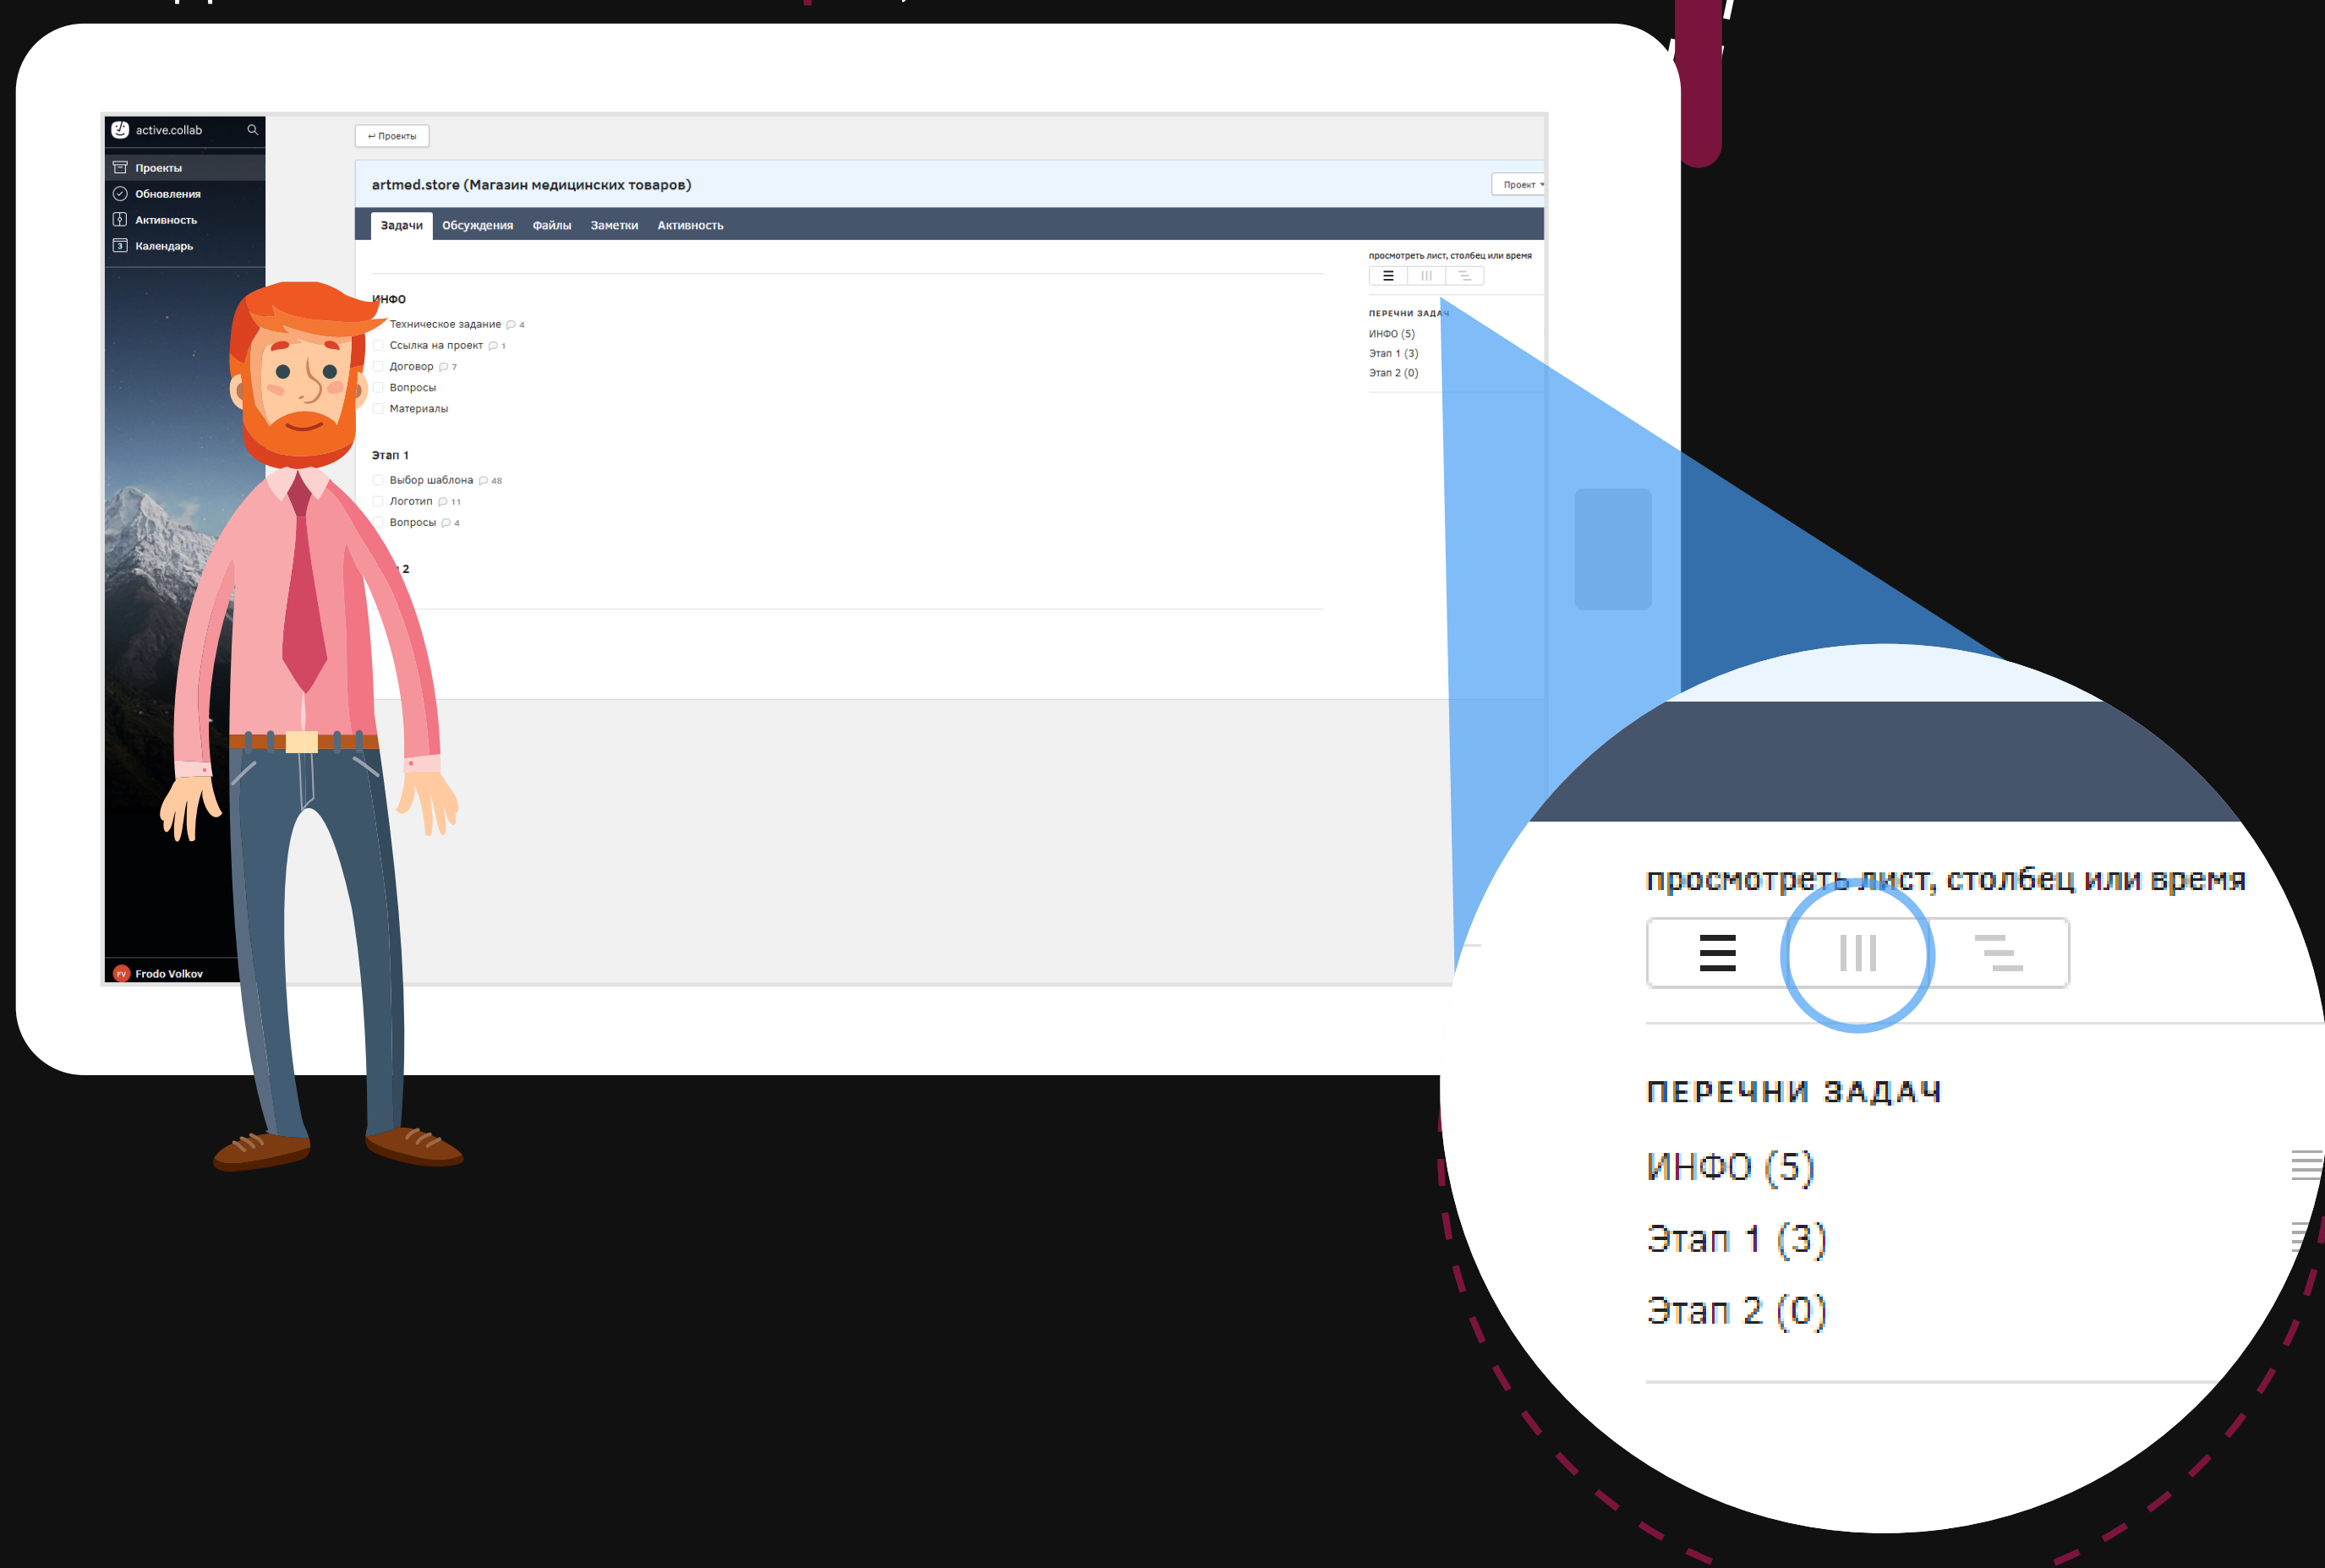 active.collab
Проекты
Обновления
Активность
3 Календарь
FV Frodo Volkov
↩ Проекты
artmed.store (Магазин медицинских товаров)
Проект
Задачи Обсуждения Файлы Заметки Активность
ИНФО
Техническое задание 4
Ссылка на проект 1
Договор 7
Вопросы
Материалы
Этап 1
Выбор шаблона 48
Логотип 11
Вопросы 4
2
просмотреть лист, столбец или время
ПЕРЕЧНИ ЗАДАЧ
ИНФО (5)
Этап 1 (3)
Этап 2 (0)
просмотреть лист, столбец или время
ПЕРЕЧНИ ЗАДАЧ
ИНФО (5)
Этап 1 (3)
Этап 2 (0)